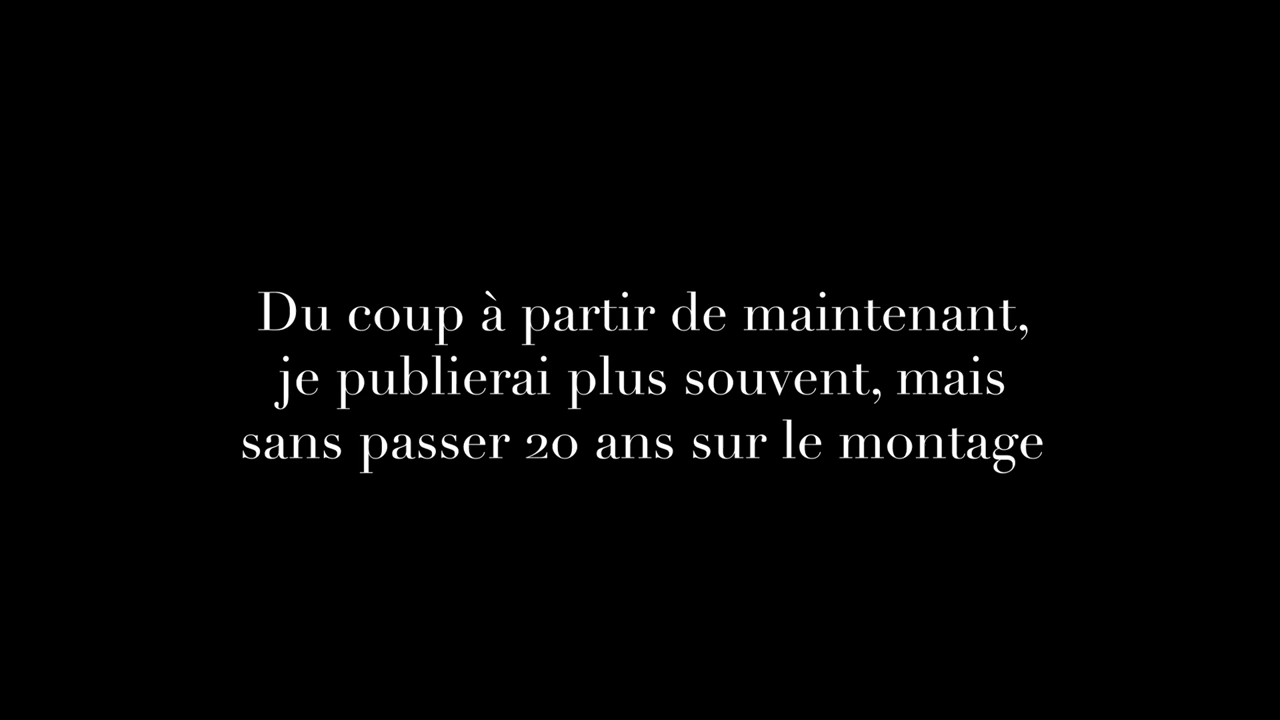 Du coup à partir de maintenant,
je publierai plus souvent, mais
sans passer 20 ans sur le montage